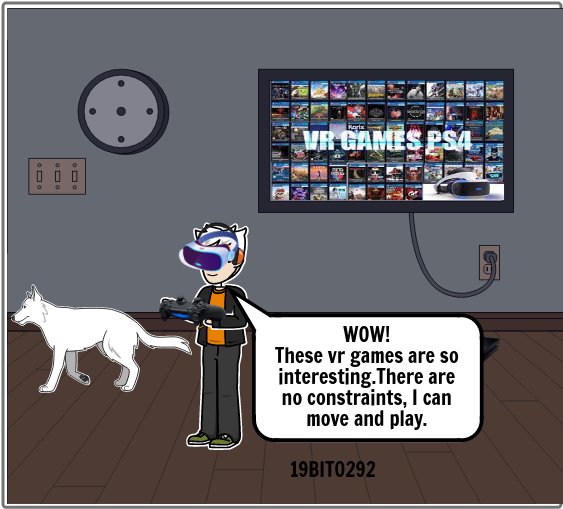 Karix
VR GAMES PS4
WOW!
These vr games are so
interesting.There are
no constraints, I can
move and play.
19BIT0292